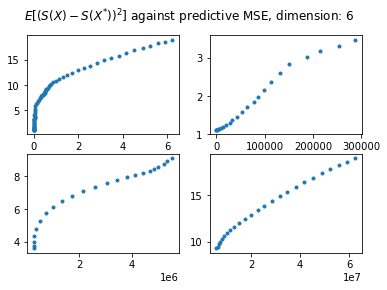 E[(S(X) − S(X*))²] against predictive MSE, dimension: 6
15
10
5
0 2 4 6
3
2
1
0 100000 200000 300000
8
6
4
2 4 6
1e6
15
10
2 4 6
1e7